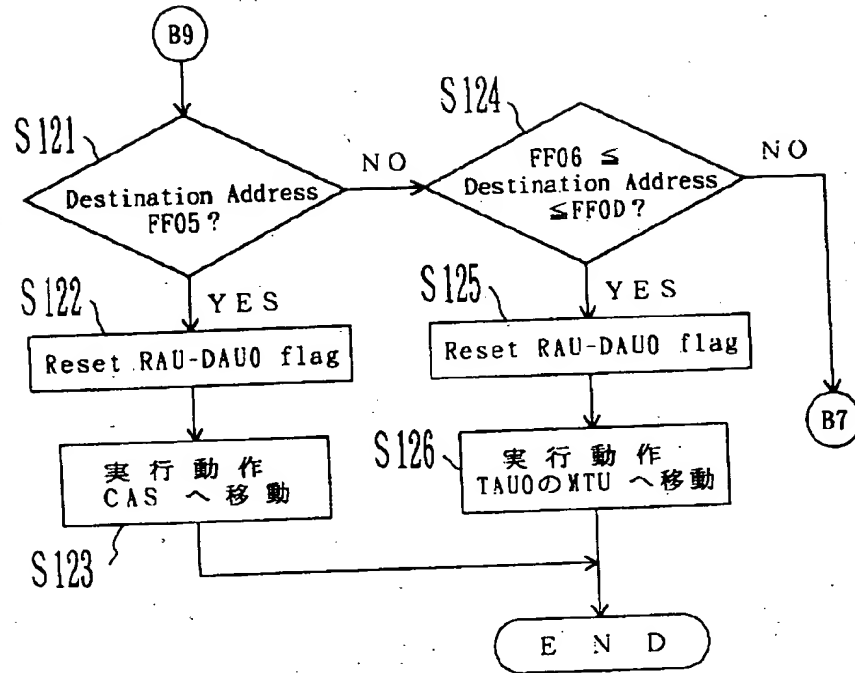 B9
S121
Destination Address
FF05?
NO
S124
FF06 ≦
Destination Address
≦FF0D?
NO
S122
YES
Reset RAU-DAU0 flag
S125
YES
Reset RAU-DAU0 flag
B7
実行動作
CAS へ移動
S123
S126
実行動作
TAU0のMTU へ移動
END